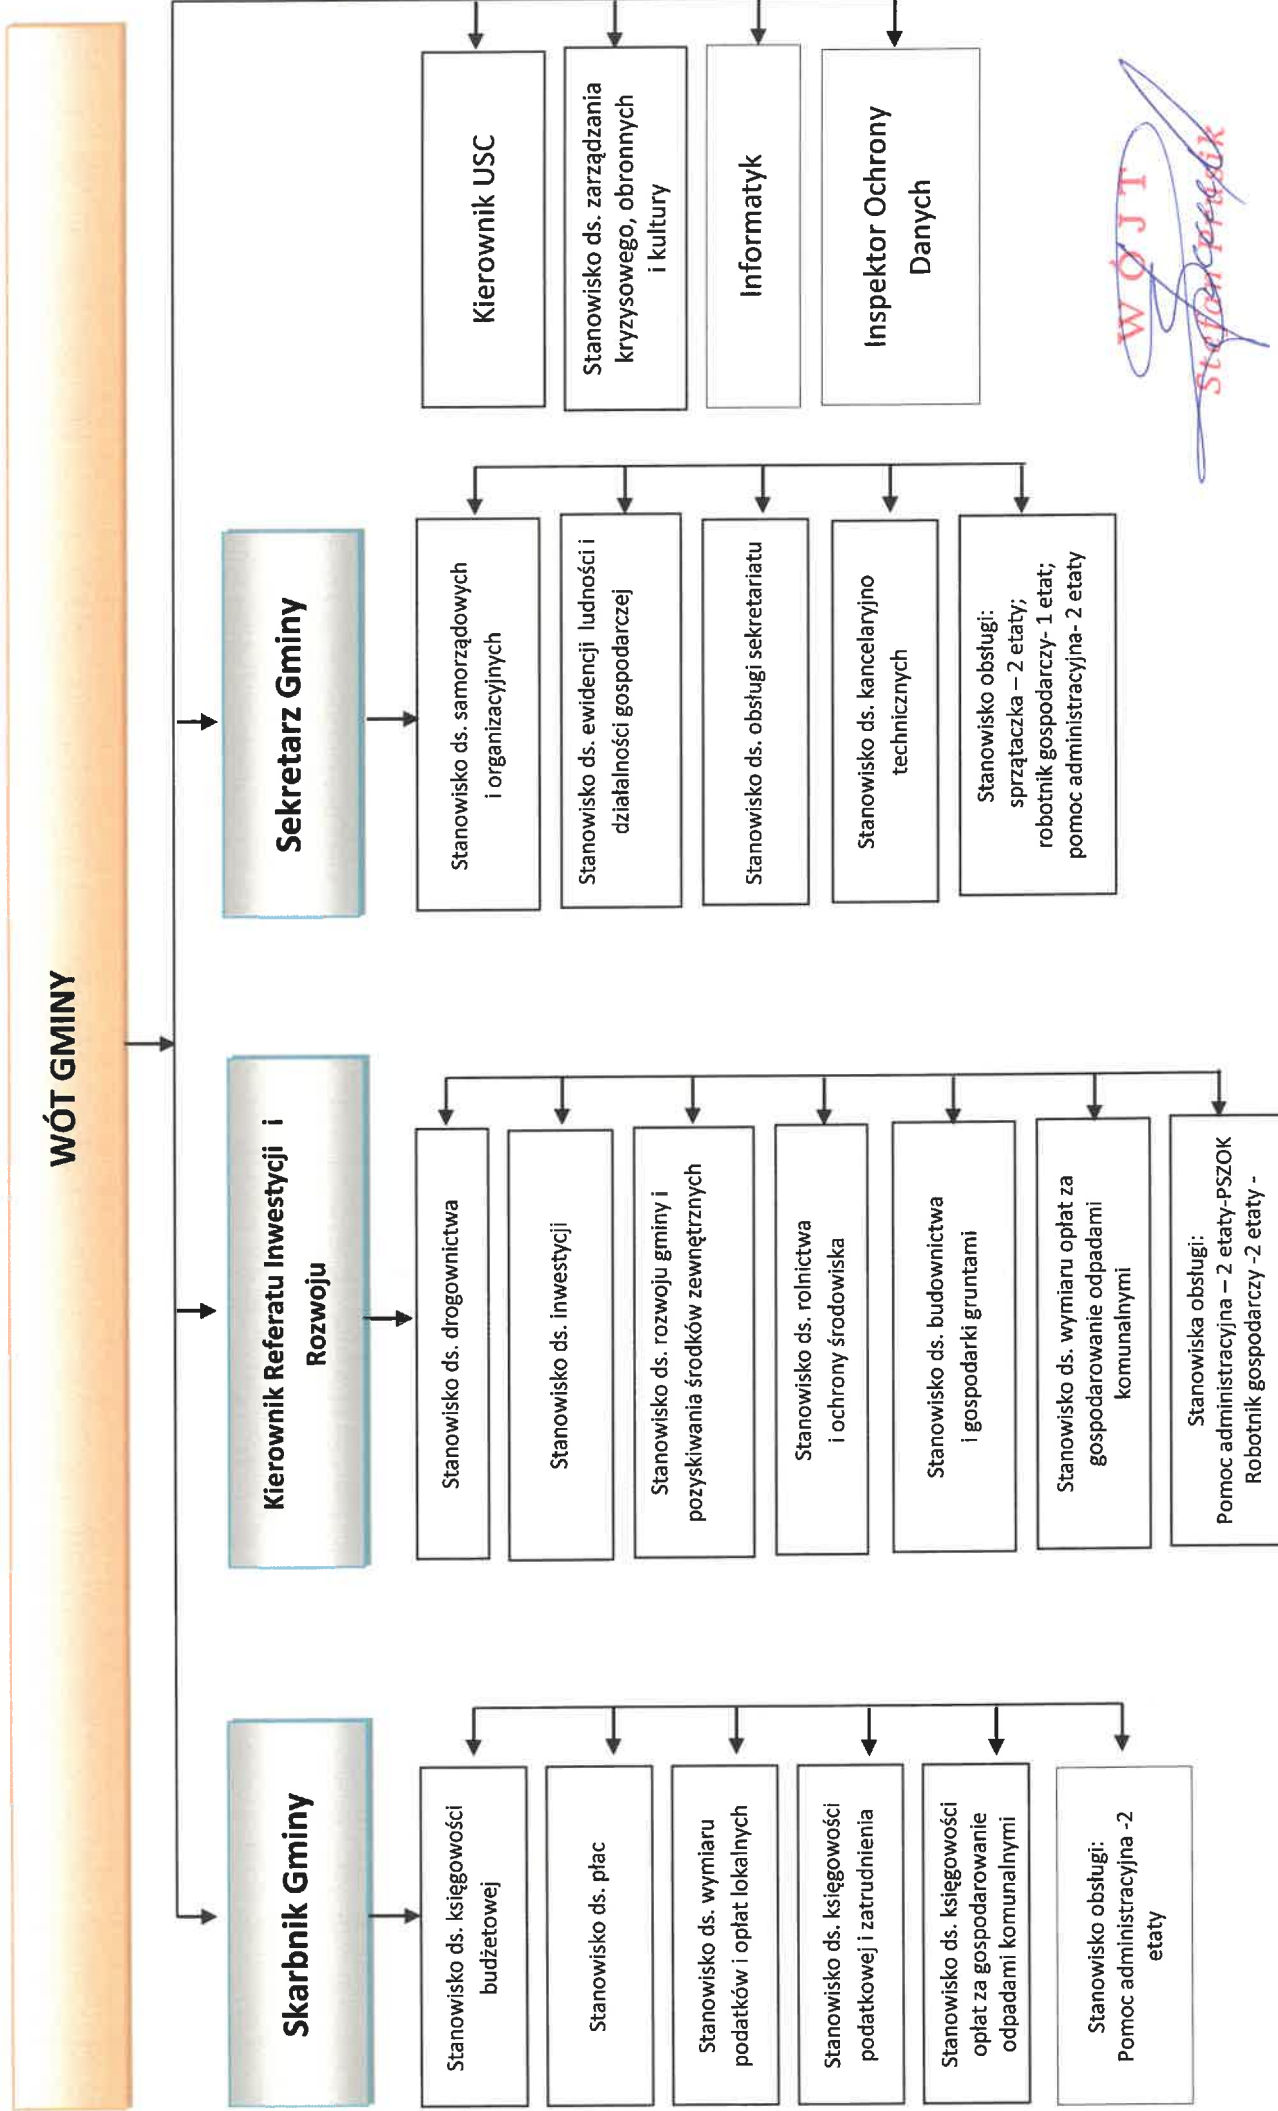 WÓT GMINY
Skarbnik Gminy
Stanowisko ds. księgowości
budżetowej
Stanowisko ds. płac
Stanowisko ds. wymiaru
podatków i opłat lokalnych
Stanowisko ds. księgowości
podatkowej i zatrudnienia
Stanowisko ds. księgowości
opłat za gospodarowanie
odpadami komunalnymi
Stanowisko obsługi:
Pomoc administracyjna -2
etaty
Kierownik Referatu Inwestycji i
Rozwoju
Stanowisko ds. drogownictwa
Stanowisko ds. inwestycji
Stanowisko ds. rozwoju gminy i
pozyskiwania środków zewnętrznych
Stanowisko ds. rolnictwa
i ochrony środowiska
Stanowisko ds. budownictwa
i gospodarki gruntami
Stanowisko ds. wymiaru opłat za
gospodarowanie odpadami
komunalnymi
Stanowiska obsługi:
Pomoc administracyjna – 2 etaty-PSZOK
Robotnik gospodarczy -2 etaty -
Sekretarz Gminy
Stanowisko ds. samorządowych
i organizacyjnych
Stanowisko ds. ewidencji ludności i
działalności gospodarczej
Stanowisko ds. obsługi sekretariatu
Stanowisko ds. kancelaryjno
technicznych
Stanowisko obsługi:
sprzątaczka – 2 etaty;
robotnik gospodarczy- 1 etat;
pomoc administracyjna- 2 etaty
Kierownik USC
Stanowisko ds. zarządzania
kryzysowego, obronnych
i kultury
Informatyk
Inspektor Ochrony
Danych
WÓJT
Stefan Prusik